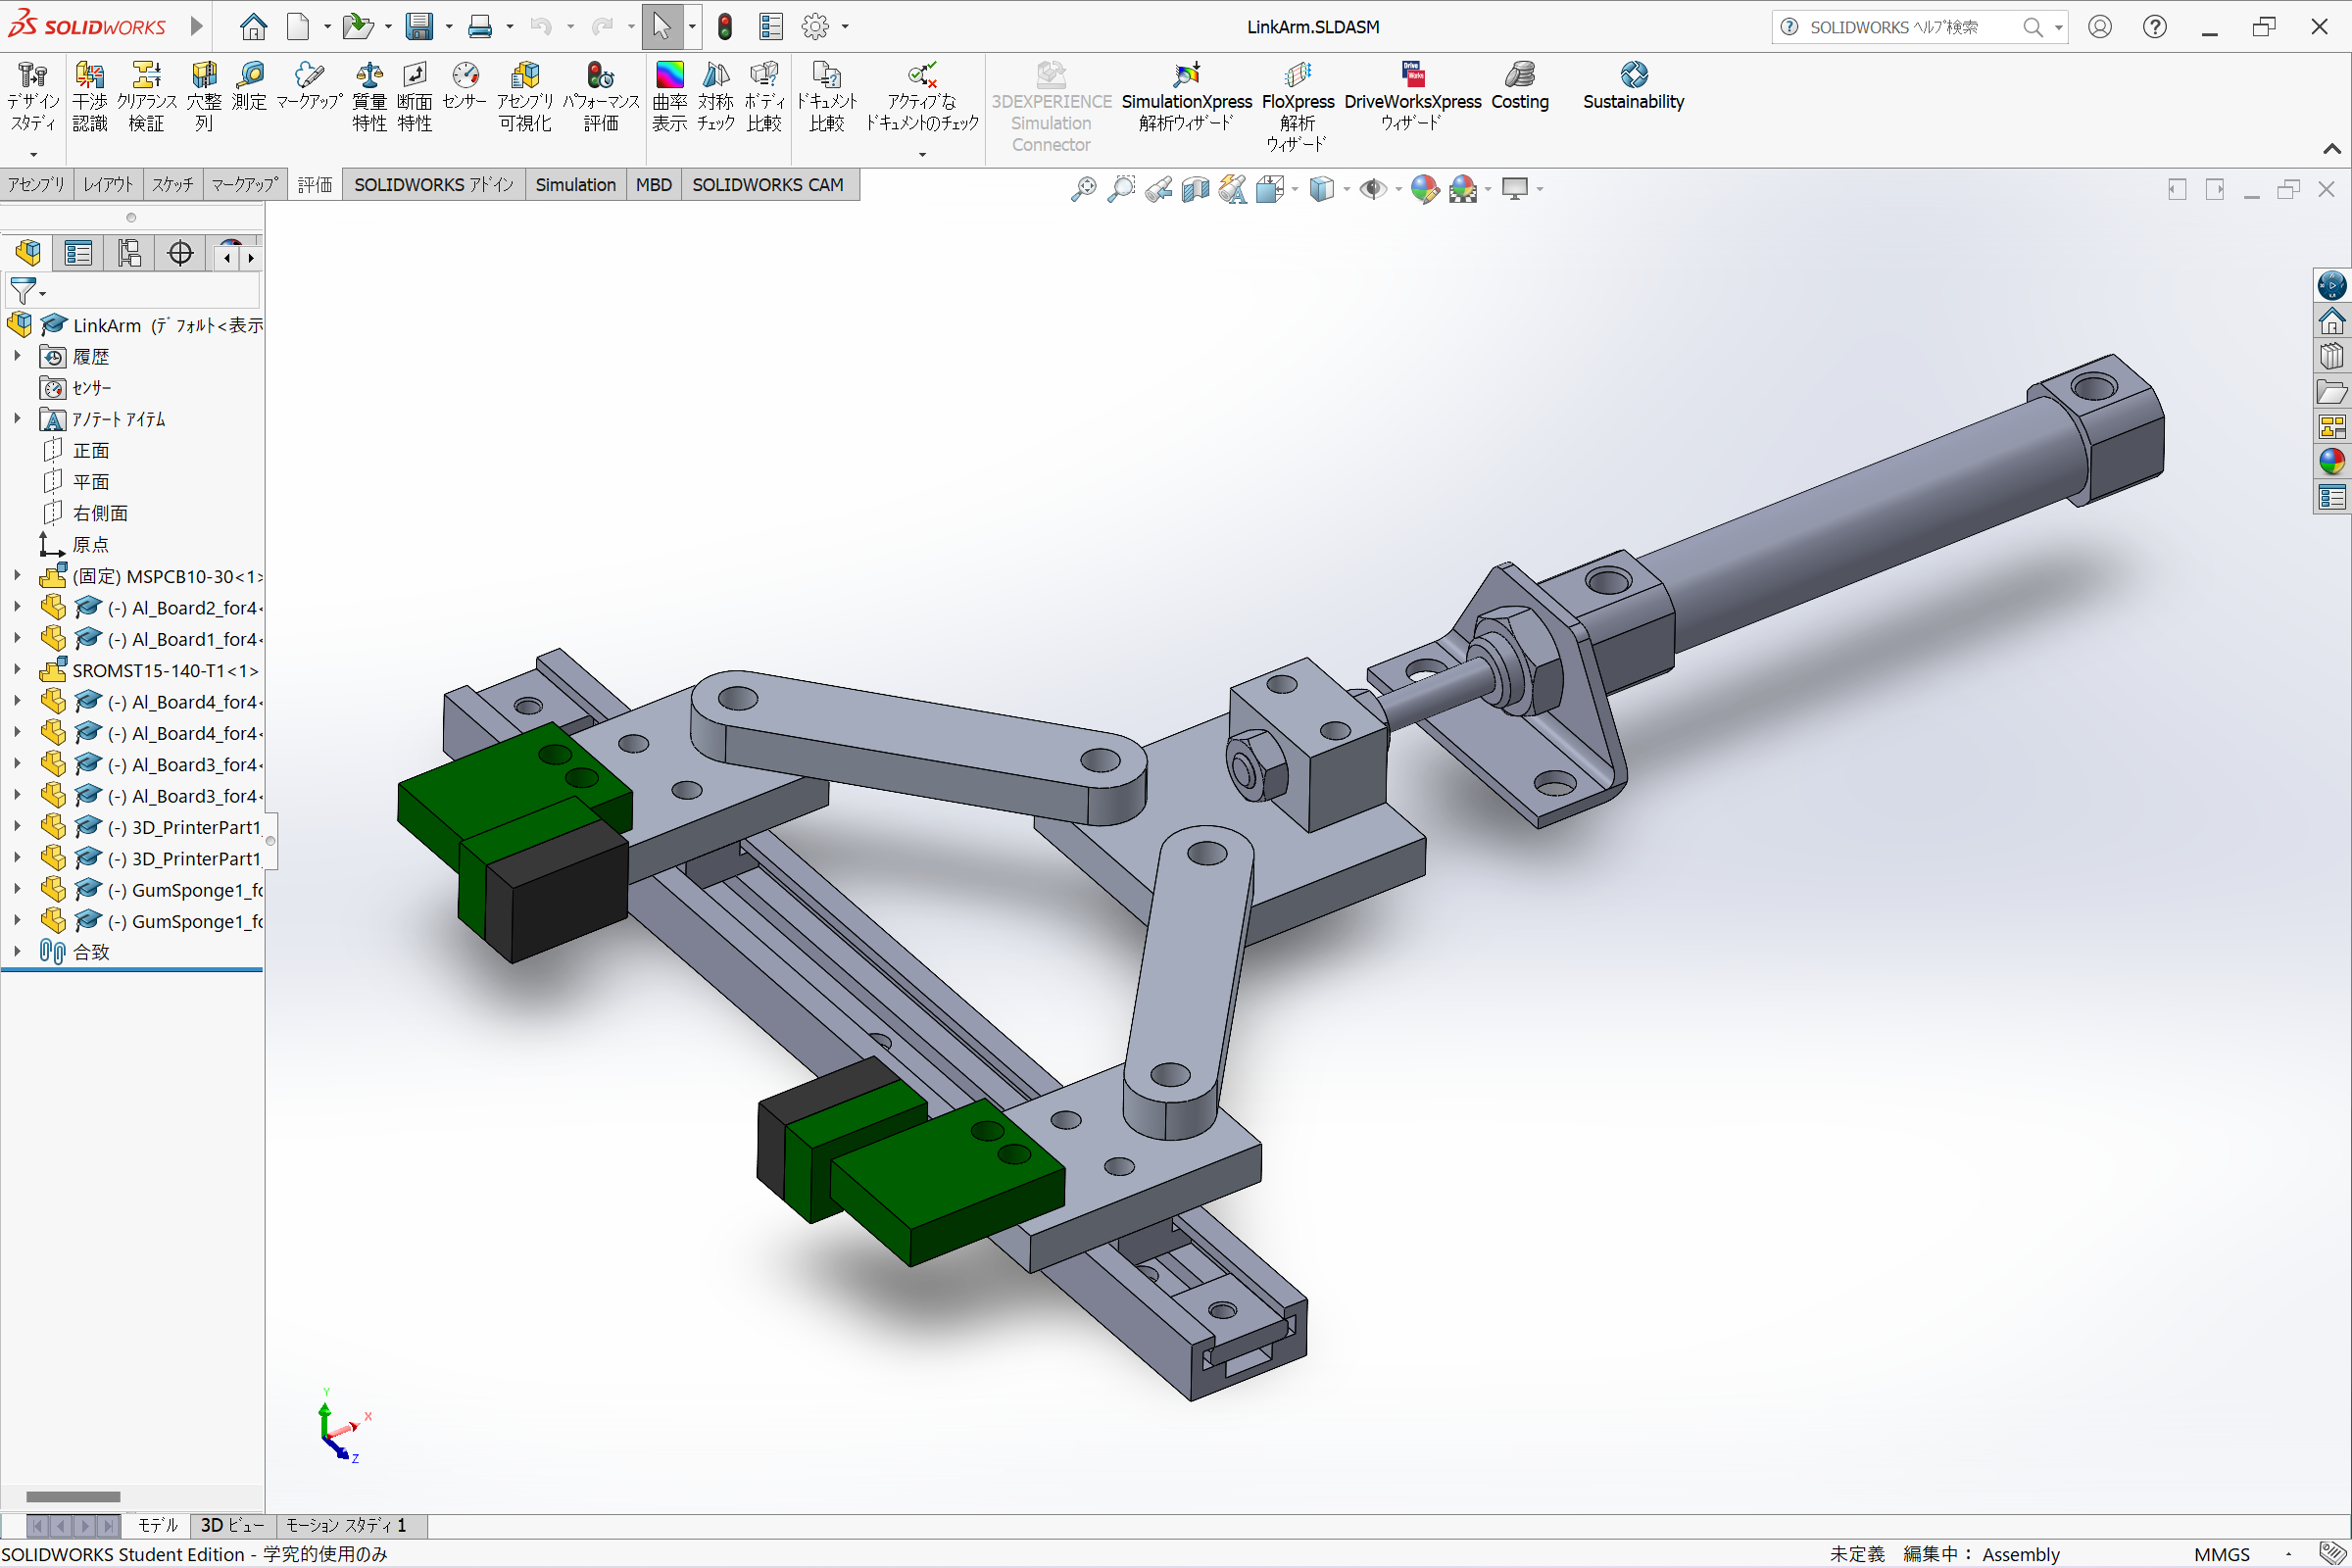 SOLIDWORKS
LinkArm.SLDASM
SOLIDWORKS ﾍﾙﾌﾟ検索
ﾃﾞｻﾞｲﾝ ｽﾀﾃﾞｨ
干渉 認識
ｸﾘｱﾗﾝｽ 検証
穴整 列
測定
ﾏｰｸｱｯﾌﾟ
質量 特性
断面 特性
ｾﾝｻｰ
ｱｾﾝﾌﾞﾘ 可視化
ﾊﾟﾌｫｰﾏﾝｽ 評価
曲率 表示
対称 ﾁｪｯｸ
ﾎﾞﾃﾞｨ 比較
ﾄﾞｷｭﾒﾝﾄ 比較
ｱｸﾃｨﾌﾞな ﾄﾞｷｭﾒﾝﾄのﾁｪｯｸ
3DEXPERIENCE Simulation Connector
SimulationXpress 解析ｳｨｻﾞｰﾄﾞ
FloXpress 解析 ｳｨｻﾞｰﾄﾞ
DriveWorksXpress ｳｨｻﾞｰﾄﾞ
Costing
Sustainability
ｱｾﾝﾌﾞﾘ
ﾚｲｱｳﾄ
ｽｹｯﾁ
ﾏｰｸｱｯﾌﾟ
評価
SOLIDWORKS ｱﾄﾞｲﾝ
Simulation
MBD
SOLIDWORKS CAM
LinkArm (ﾃﾞﾌｫﾙﾄ<表示
履歴
ｾﾝｻｰ
ｱﾉﾃｰﾄ ｱｲﾃﾑ
正面
平面
右側面
原点
(固定) MSPCB10-30<1>
(-) Al_Board2_for4<
(-) Al_Board1_for4<
SROMST15-140-T1<1>
(-) Al_Board4_for4<
(-) Al_Board4_for4<
(-) Al_Board3_for4<
(-) Al_Board3_for4<
(-) 3D_PrinterPart1_
(-) 3D_PrinterPart1_
(-) GumSponge1_fo
(-) GumSponge1_fo
合致
Y
X
Z
ﾓﾃﾞﾙ
3D ﾋﾞｭｰ
ﾓｰｼｮﾝ ｽﾀﾃﾞｨ 1
SOLIDWORKS Student Edition - 学究的使用のみ
未定義
編集中： Assembly
MMGS